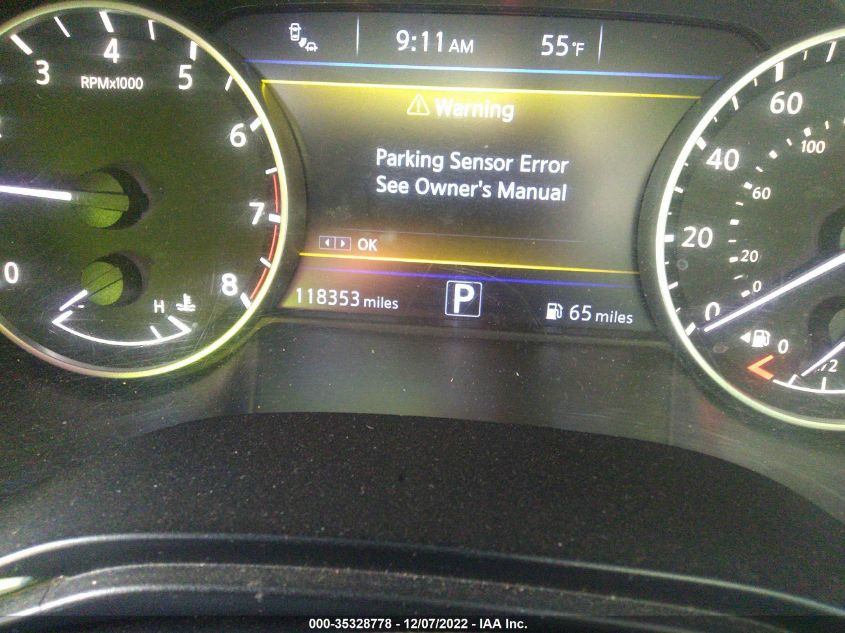 9:11 AM
55°F
3
4
5
6
7
8
0
RPMx1000
H
Warning
Parking Sensor Error
See Owner's Manual
OK
118353 miles
P
65 miles
60
40
20
0
100
60
20
0
0
000-35328778 - 12/07/2022 - IAA Inc.